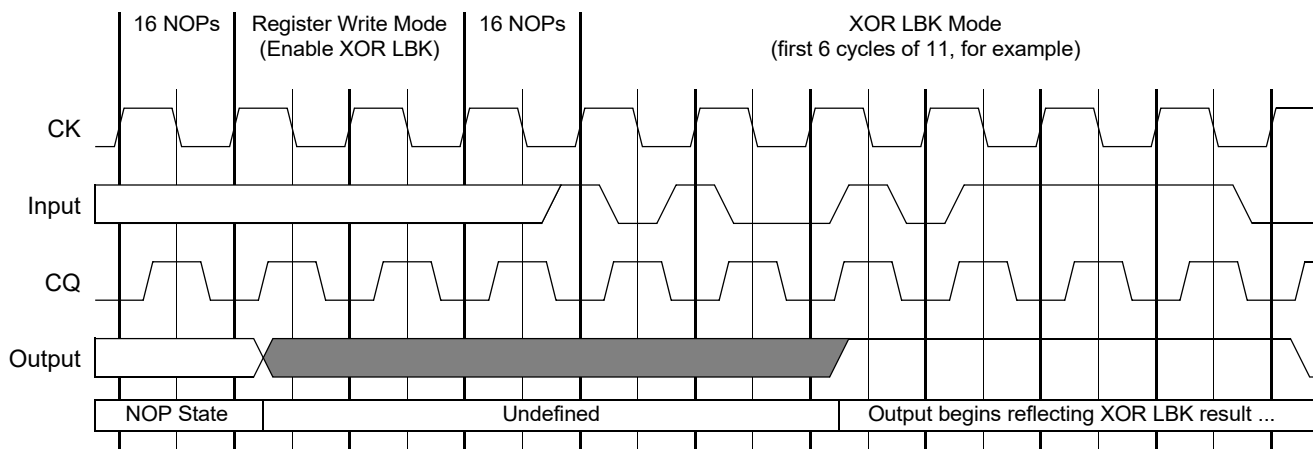 16 NOPs
Register Write Mode
(Enable XOR LBK)
16 NOPs
XOR LBK Mode
(first 6 cycles of 11, for example)
CK
Input
CQ
Output
NOP State
Undefined
Output begins reflecting XOR LBK result ...